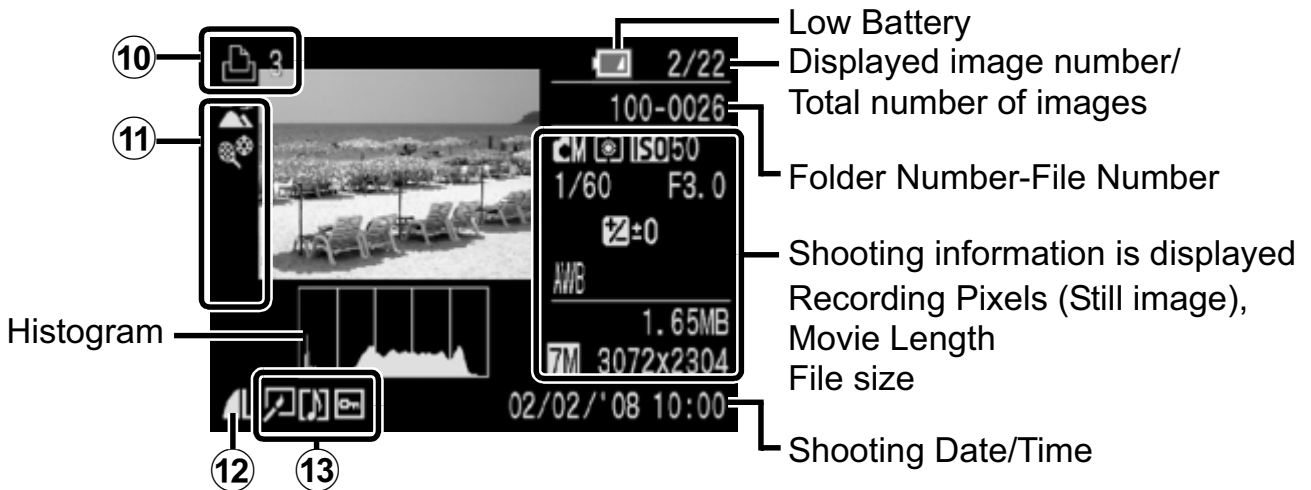 Low Battery
⑩
3
2/22
Displayed image number/
Total number of images
100-0026
⑪
M ISO 50
1/60 F3.0
Folder Number-File Number
±0
Shooting information is displayed
AWB
Recording Pixels (Still image),
Histogram
1.65MB
Movie Length
7M 3072x2304
File size
L
02/02/'08 10:00
Shooting Date/Time
⑫
⑬